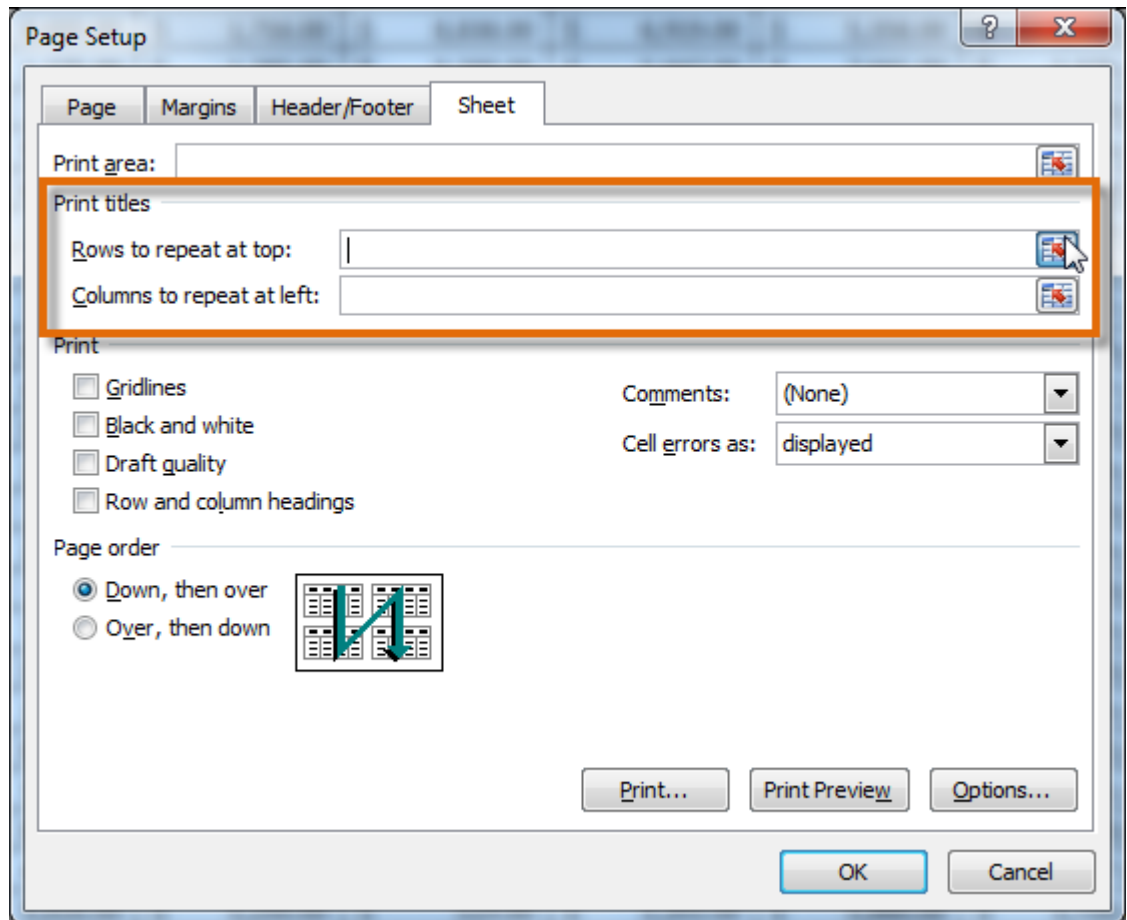 Page Setup
?
Page Margins Header/Footer Sheet
Print area:
Print titles
Rows to repeat at top:
Columns to repeat at left:
Print
Gridlines
Comments: (None)
Black and white
Cell errors as: displayed
Draft quality
Row and column headings
Page order
Down, then over
Over, then down
Print... Print Preview Options...
OK Cancel